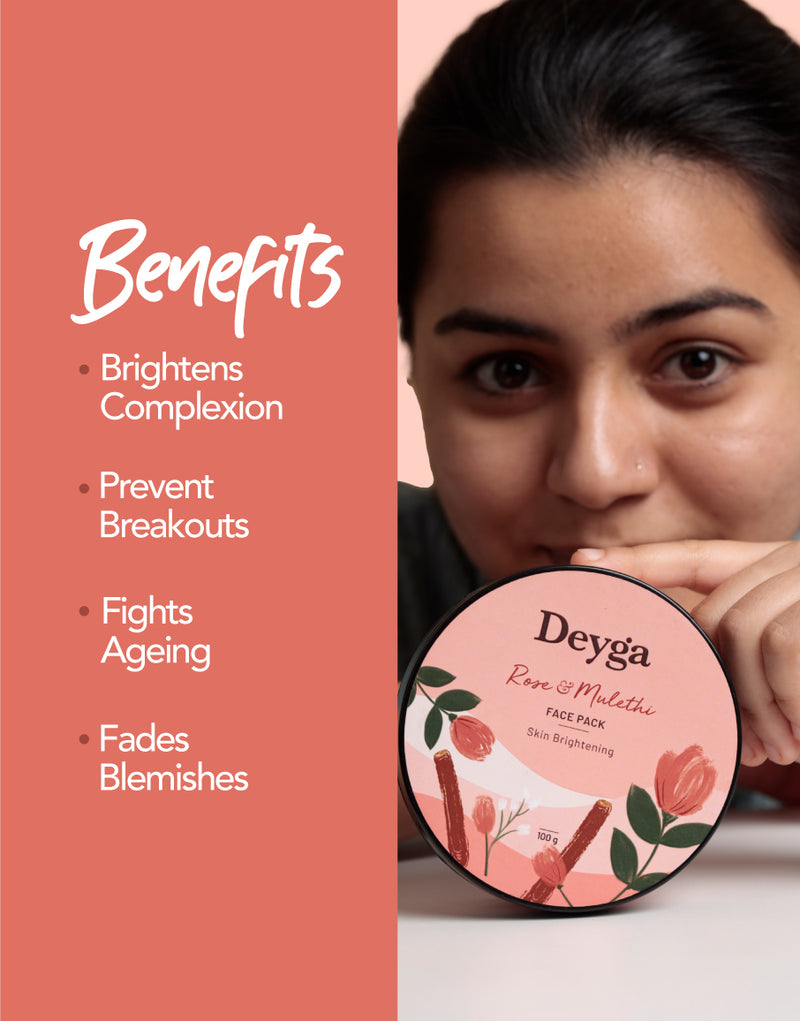 Benefits
Brightens
Complexion
Prevent
Breakouts
Fights
Ageing
Fades
Blemishes
Deyga
Rose & Mulethi
FACE PACK
Skin Brightening
100 g